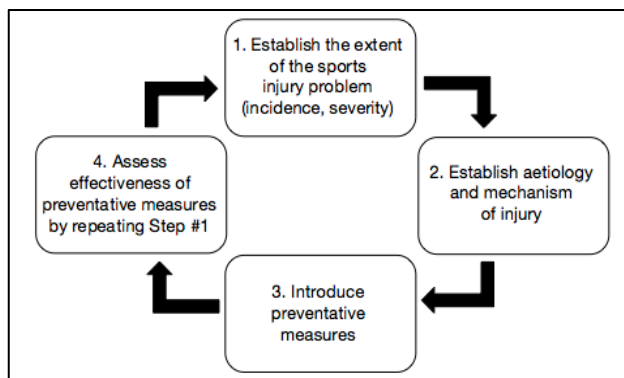 1. Establish the extent
of the sports
injury problem
(incidence, severity)
2. Establish aetiology
and mechanism
of injury
3. Introduce
preventative
measures
4. Assess
effectiveness of
preventative measures
by repeating Step #1